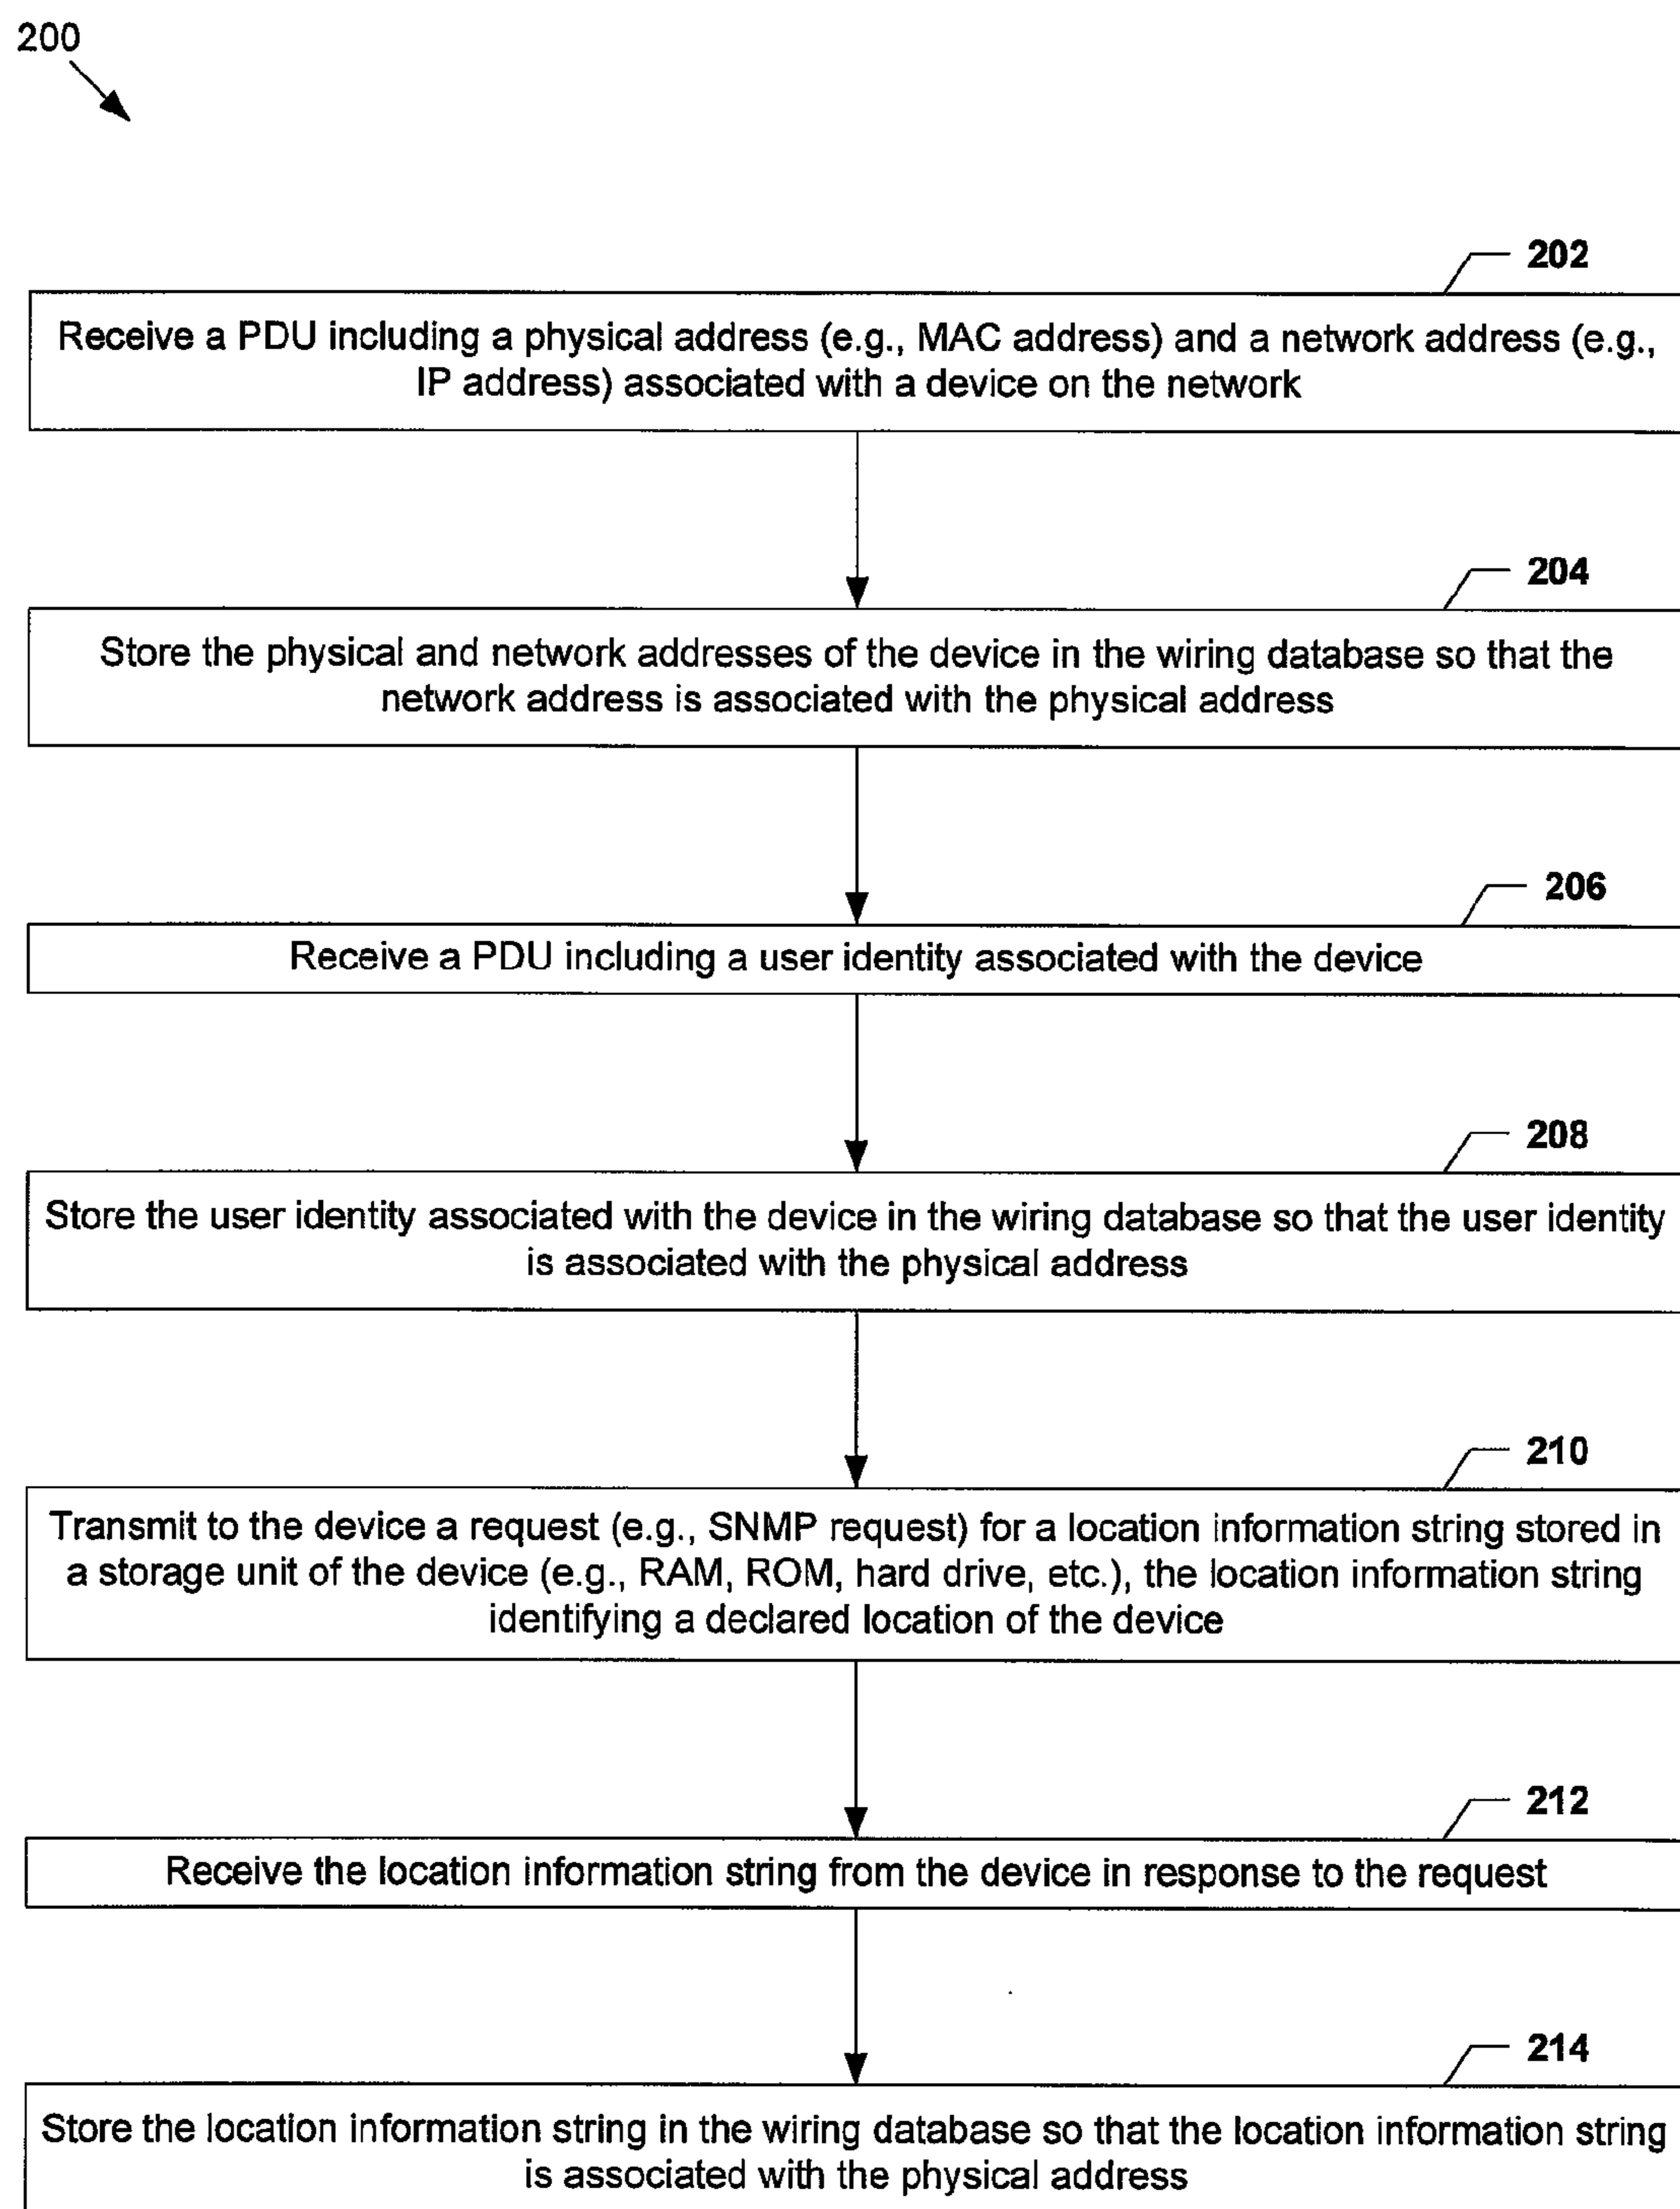 200
202
Receive a PDU including a physical address (e.g., MAC address) and a network address (e.g.,
IP address) associated with a device on the network
204
Store the physical and network addresses of the device in the wiring database so that the
network address is associated with the physical address
206
Receive a PDU including a user identity associated with the device
208
Store the user identity associated with the device in the wiring database so that the user identity
is associated with the physical address
210
Transmit to the device a request (e.g., SNMP request) for a location information string stored in
a storage unit of the device (e.g., RAM, ROM, hard drive, etc.), the location information string
identifying a declared location of the device
212
Receive the location information string from the device in response to the request
214
Store the location information string in the wiring database so that the location information string
is associated with the physical address